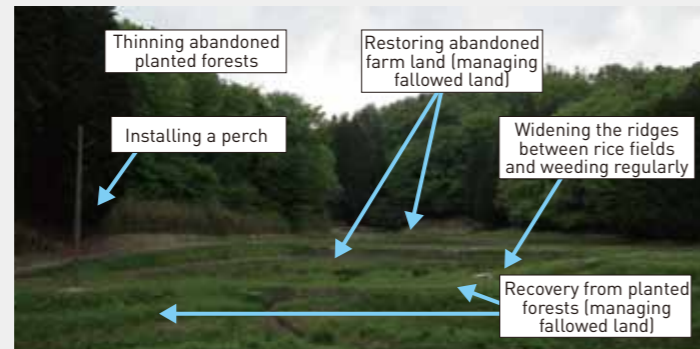 Thinning abandoned
planted forests
Restoring abandoned
farm land (managing
fallowed land)
Installing a perch
Widening the ridges
between rice fields
and weeding regularly
Recovery from planted
forests (managing
fallowed land)